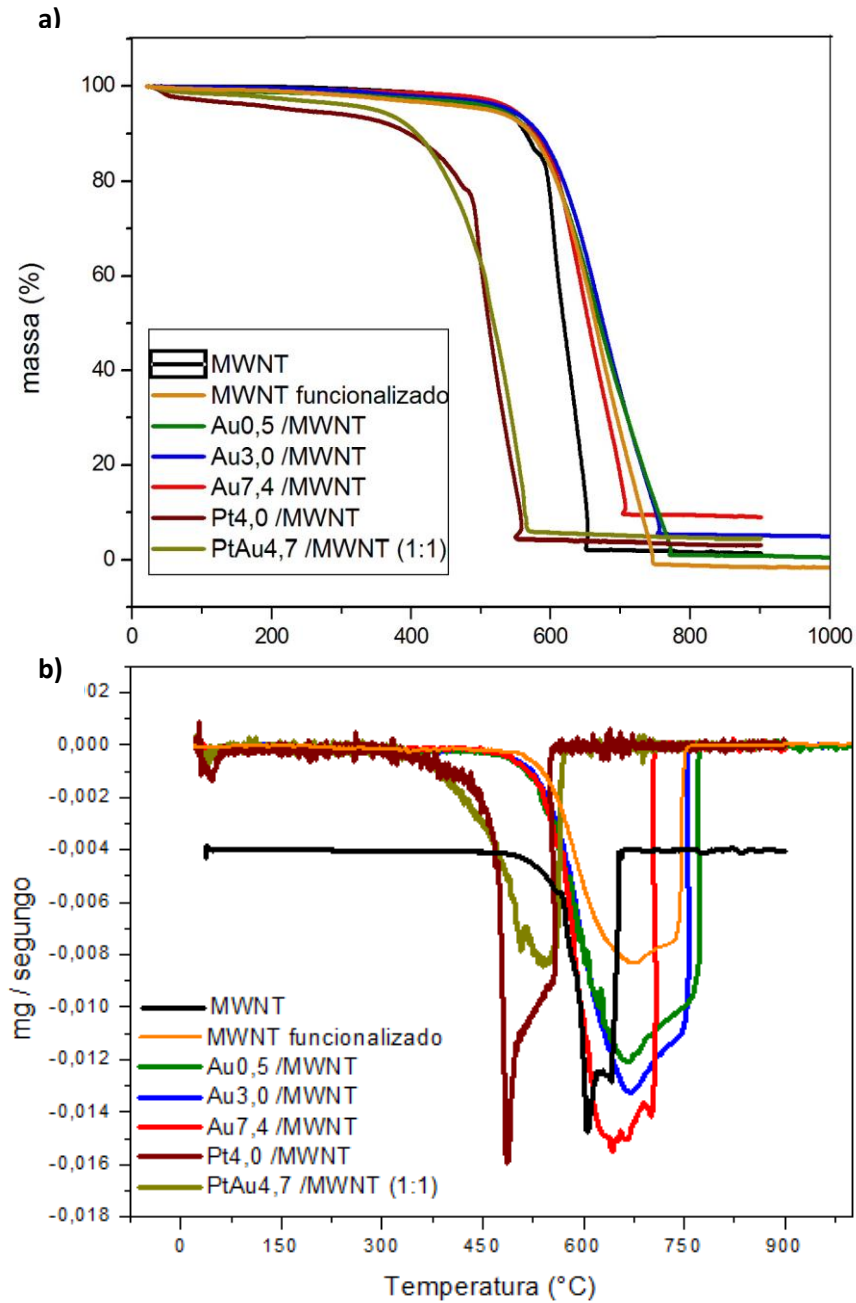 a)
massa (%)
100
80
60
40
20
0
MWNT
MWNT funcionalizado
Au0,5 /MWNT
Au3,0 /MWNT
Au7,4 /MWNT
Pt4,0 /MWNT
PtAu4,7 /MWNT (1:1)
0 200 400 600 800 1000
b)
mg / segungo
02
0,000
-0,002
-0,004
-0,006
-0,008
-0,010
-0,012
-0,014
-0,016
-0,018
MWNT
MWNT funcionalizado
Au0,5 /MWNT
Au3,0 /MWNT
Au7,4 /MWNT
Pt4,0 /MWNT
PtAu4,7 /MWNT (1:1)
0 150 300 450 600 750 900
Temperatura (°C)